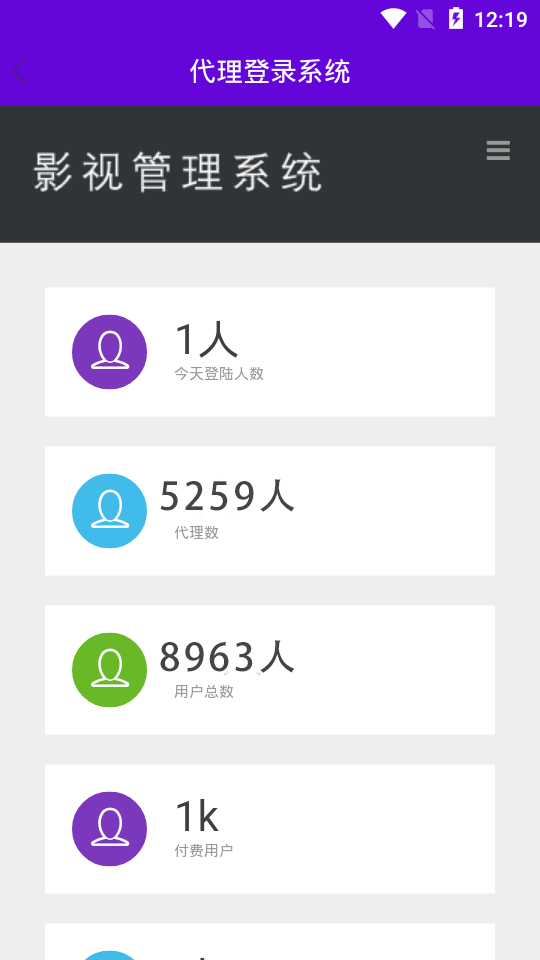 12:19
代理登录系统
影视管理系统
1人
今天登陆人数
5259人
代理数
8963人
用户总数
1k
付费用户